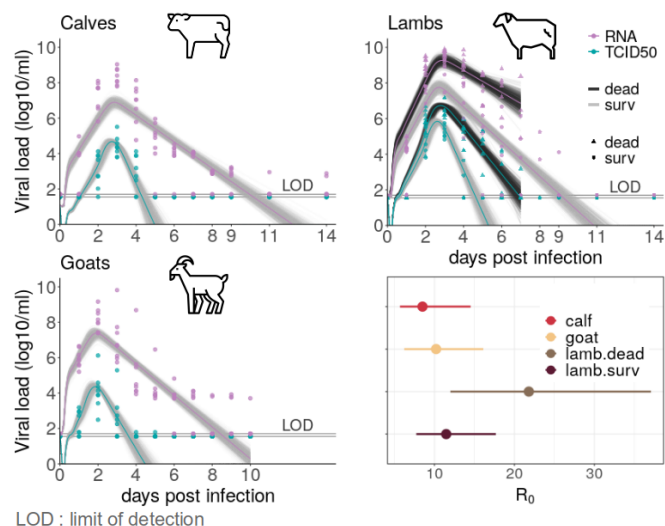 Calves
Viral load (log10/ml)
10
8
6
4
2
0
LOD
0 2 4 6 8 9 11 14
Lambs
10
8
6
4
2
0
LOD
0 2 4 6 8 9 11 14
days post infection
RNA
TCID50
dead
surv
dead
surv
Goats
Viral load (log10/ml)
10
8
6
4
2
0
LOD
0 2 4 6 8 10
days post infection
calf
goat
lamb.dead
lamb.surv
10 20 30
R0
LOD : limit of detection